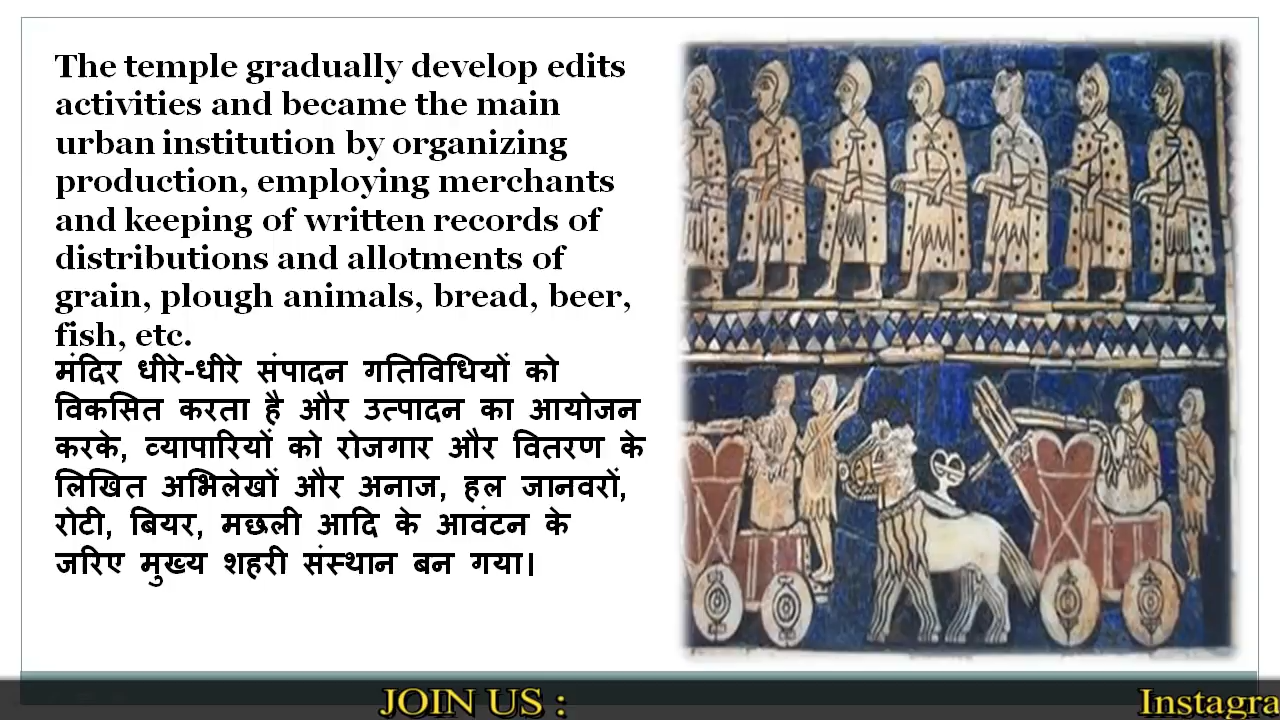 The temple gradually develop edits
activities and became the main
urban institution by organizing
production, employing merchants
and keeping of written records of
distributions and allotments of
grain, plough animals, bread, beer,
fish, etc.
मंदिर धीरे-धीरे संपादन गतिविधियों को
विकसित करता है और उत्पादन का आयोजन
करके, व्यापारियों को रोजगार और वितरण के
लिखित अभिलेखों और अनाज, हल जानवरों,
रोटी, बियर, मछली आदि के आवंटन के
जरिए मुख्य शहरी संस्थान बन गया।
JOIN US : Instagra